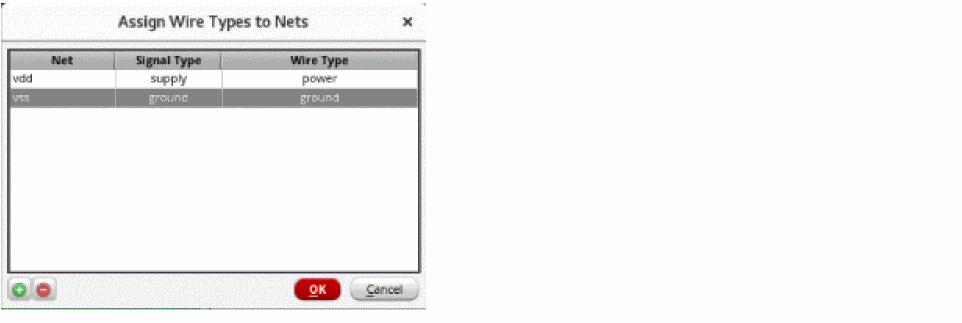 Assign Wire Types to Nets ×
Net Signal Type Wire Type
vdd supply power
vss ground ground
OK Cancel